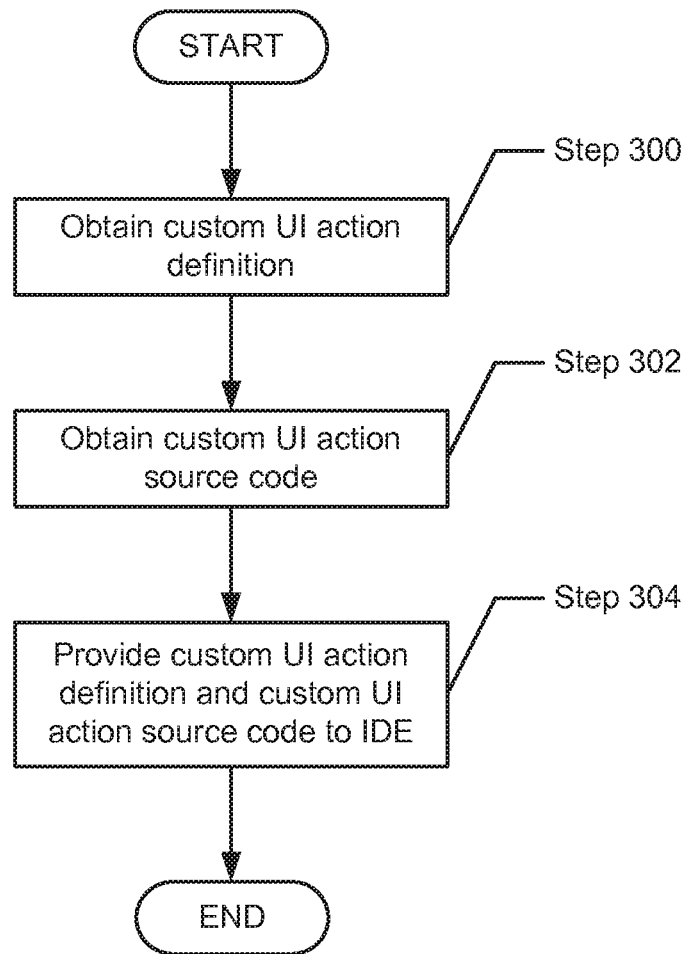 START
Step 300
Obtain custom UI action
definition
Step 302
Obtain custom UI action
source code
Step 304
Provide custom UI action
definition and custom UI
action source code to IDE
END